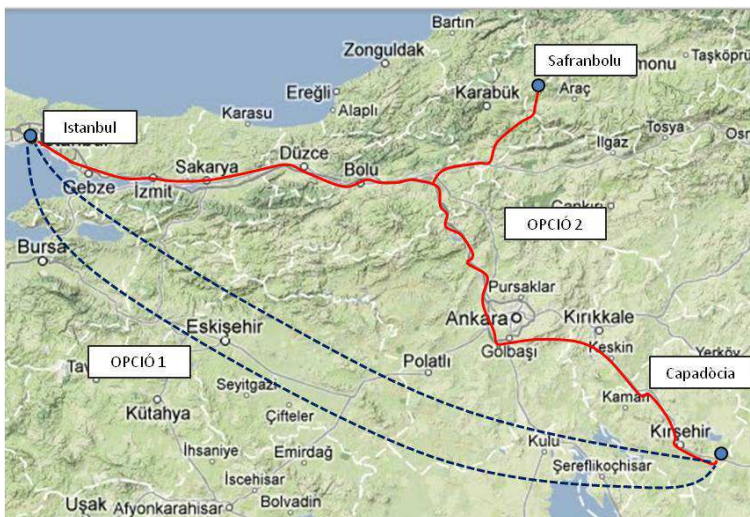 Bartın
Zonguldak
Safranbolu
monu
Taşköprü
Ereğli
Karabük
Araç
Alaplı
Karasu
Istanbul
Tosya
Düzce
Ilgaz
Sakarya
Bolu
Gebze
İzmit
OPCIÓ 2
Bursa
Pursaklar
Ankara
Kırıkkale
Eskişehir
Gölbaşı
Keskin
Yerköy
OPCIÓ 1
Polatlı
Capadòcia
Seyitgazi
Kaman
Kütahya
Çifteler
Kırşehir
Kulu
İhsaniye
Emirdağ
Şereflikoçhisar
İscehisar
Uşak
Afyonkarahisar
Bolvadin